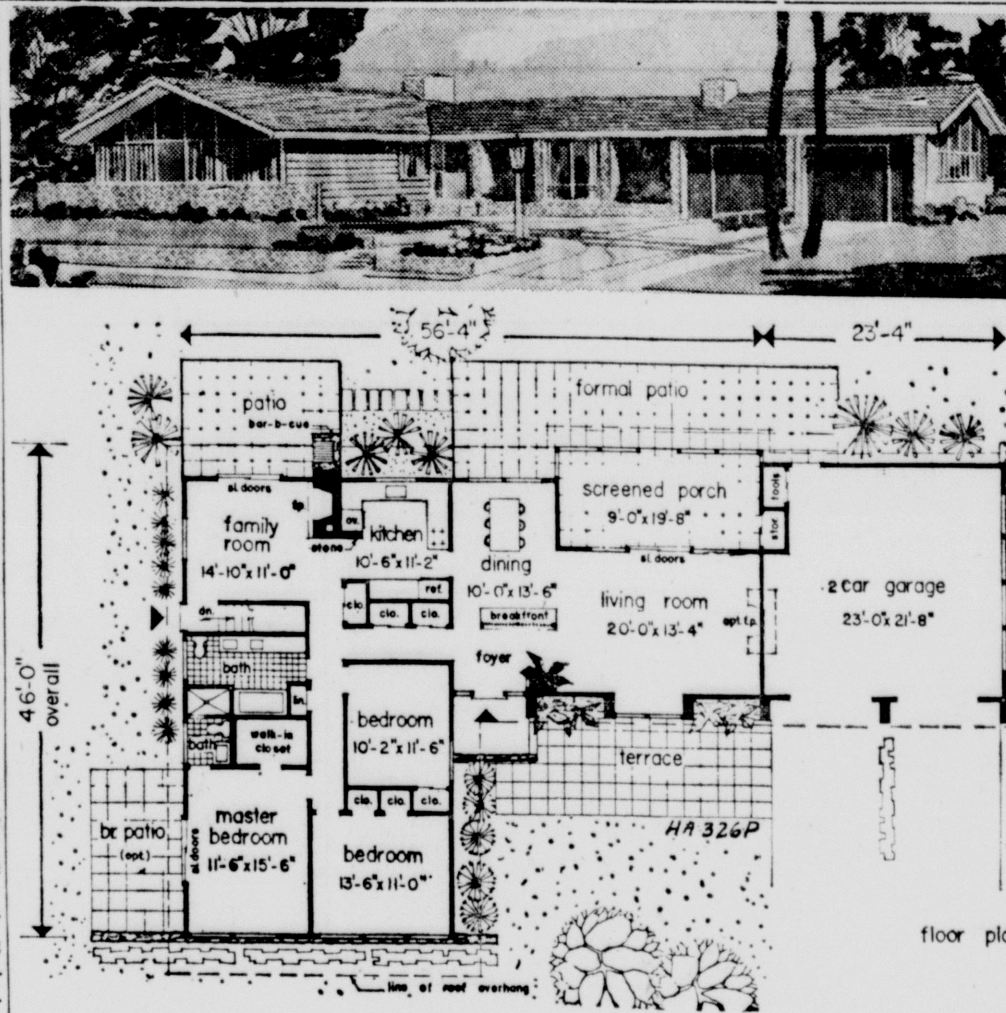 56'-4"
23'-4"
patio
bar-b-cue
formal patio
sl. doors
fp.
family
room
14'-10" x 11'-0"
stone
ov.
kitchen
10'-6" x 11'-2"
ref.
clo.
clo.
clo.
dining
10'-0" x 13'-6"
breakfront
screened porch
9'-0" x 19'-8"
sl. doors
living room
20'-0" x 13'-4"
opt. f.p.
tools
stor.
2 car garage
23'-0" x 21'-8"
46'-0"
overall
dn.
bath
lin.
bath
walk-in
closet
foyer
bedroom
10'-2" x 11'-6"
clo.
clo.
clo.
terrace
HA 326P
br. patio
(opt.)
sl. doors
master
bedroom
11'-6" x 15'-6"
bedroom
13'-6" x 11'-0"
floor pla
line of roof overhang